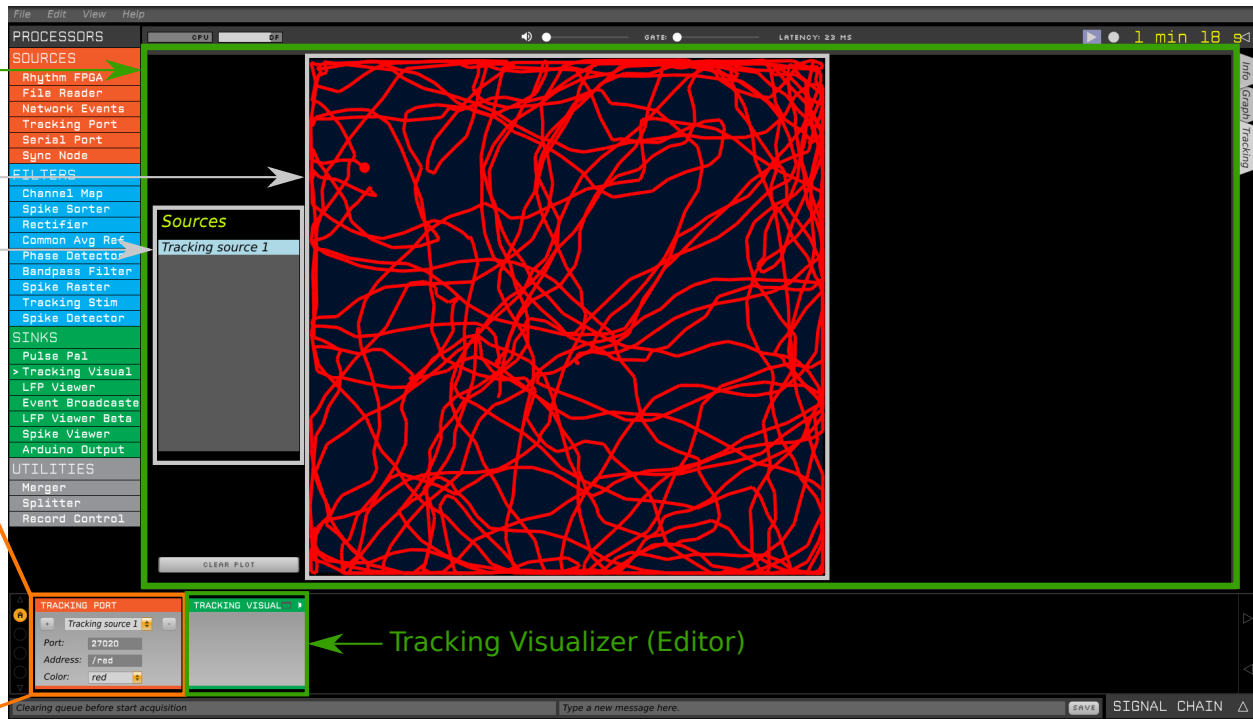 File Edit View Help
PROCESSORS
CPU DF GATE: LATENCY: 23 MS 1 min 18 s
SOURCES
Rhythm FPGA
File Reader
Network Events
Tracking Port
Serial Port
Sync Node
FILTERS
Channel Map
Spike Sorter
Rectifier
Common Avg Ref
Phase Detector
Bandpass Filter
Spike Raster
Tracking Stim
Spike Detector
SINKS
Pulse Pal
> Tracking Visual
LFP Viewer
Event Broadcaste
LFP Viewer Beta
Spike Viewer
Arduino Output
UTILITIES
Merger
Splitter
Record Control
Sources
Tracking source 1
CLEAR PLOT
Info
Graph
Tracking
A
TRACKING PORT
+ Tracking source 1 -
Port: 27020
Address: /red
Color: red
TRACKING VISUAL
Tracking Visualizer (Editor)
Clearing queue before start acquisition
Type a new message here.
SAVE
SIGNAL CHAIN